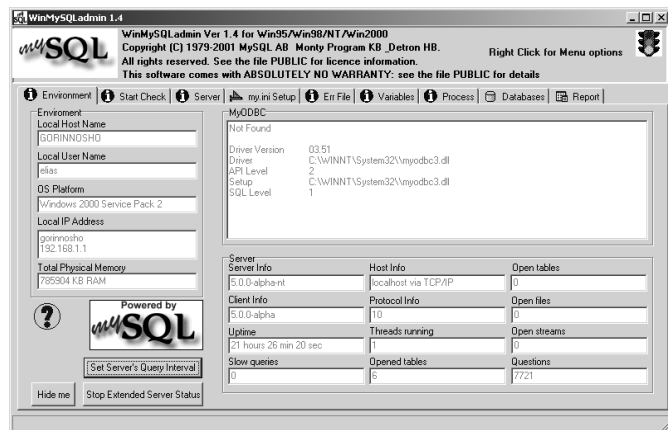 WinMySQLadmin 1.4
WinMySQLadmin Ver 1.4 for Win95/Win98/NT/Win2000
Copyright (C) 1979-2001 MySQL AB Monty Program KB _Detron HB.
All rights reserved. See the file PUBLIC for licence information.
This software comes with ABSOLUTELY NO WARRANTY: see the file PUBLIC for details
Right Click for Menu options
mySQL
Environment Start Check Server my.ini Setup Err File Variables Process Databases Report
Enviroment
Local Host Name
GORINNOSHO
Local User Name
elias
OS Platform
Windows 2000 Service Pack 2
Local IP Address
gorinnosho
192.168.1.1
Total Physical Memory
785904 KB RAM
Powered by
mySQL
Set Server's Query Interval
Hide me Stop Extended Server Status
MyODBC
Not Found
Driver Version 03.51
Driver C:\WINNT\System32\\myodbc3.dll
API Level 2
Setup C:\WINNT\System32\\myodbc3.dll
SQL Level 1
Server
Server Info Host Info Open tables
5.0.0-alpha-nt localhost via TCP/IP 0
Client Info Protocol Info Open files
5.0.0-alpha 10 0
Uptime Threads running Open streams
21 hours 26 min 20 sec 1 0
Slow queries Opened tables Questions
0 6 7721